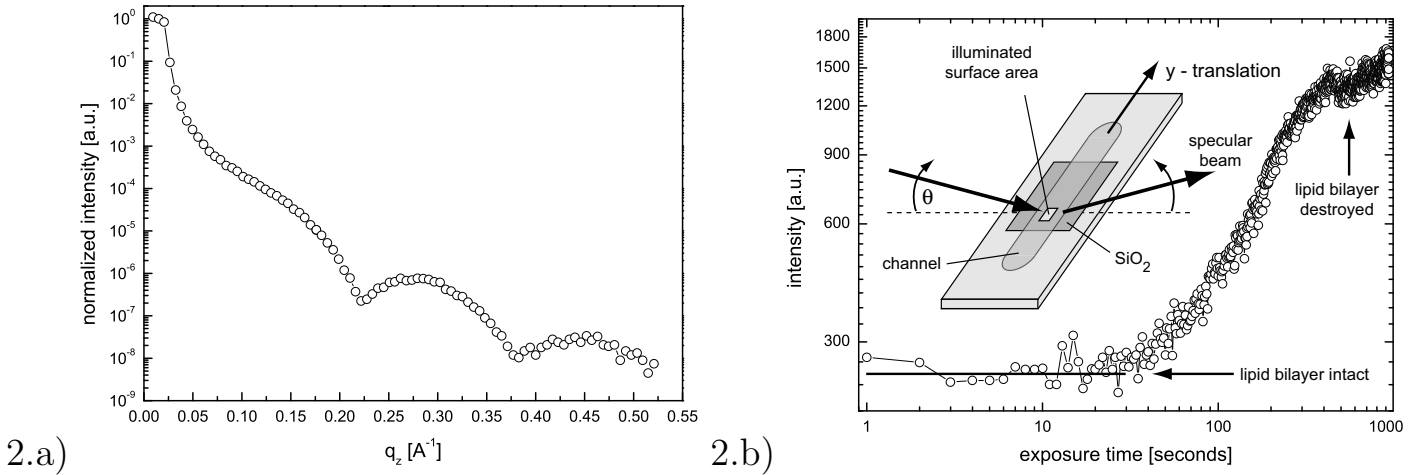 10^0
10^-1
10^-2
10^-3
10^-4
10^-5
10^-6
10^-7
10^-8
10^-9
normalized intensity [a.u.]
0.00 0.05 0.10 0.15 0.20 0.25 0.30 0.35 0.40 0.45 0.50 0.55
q_z [A^-1]
2.a)
1800
1500
1200
900
600
300
intensity [a.u.]
illuminated
surface area
y - translation
specular
beam
θ
channel
SiO_2
lipid bilayer
destroyed
lipid bilayer intact
1 10 100 1000
exposure time [seconds]
2.b)